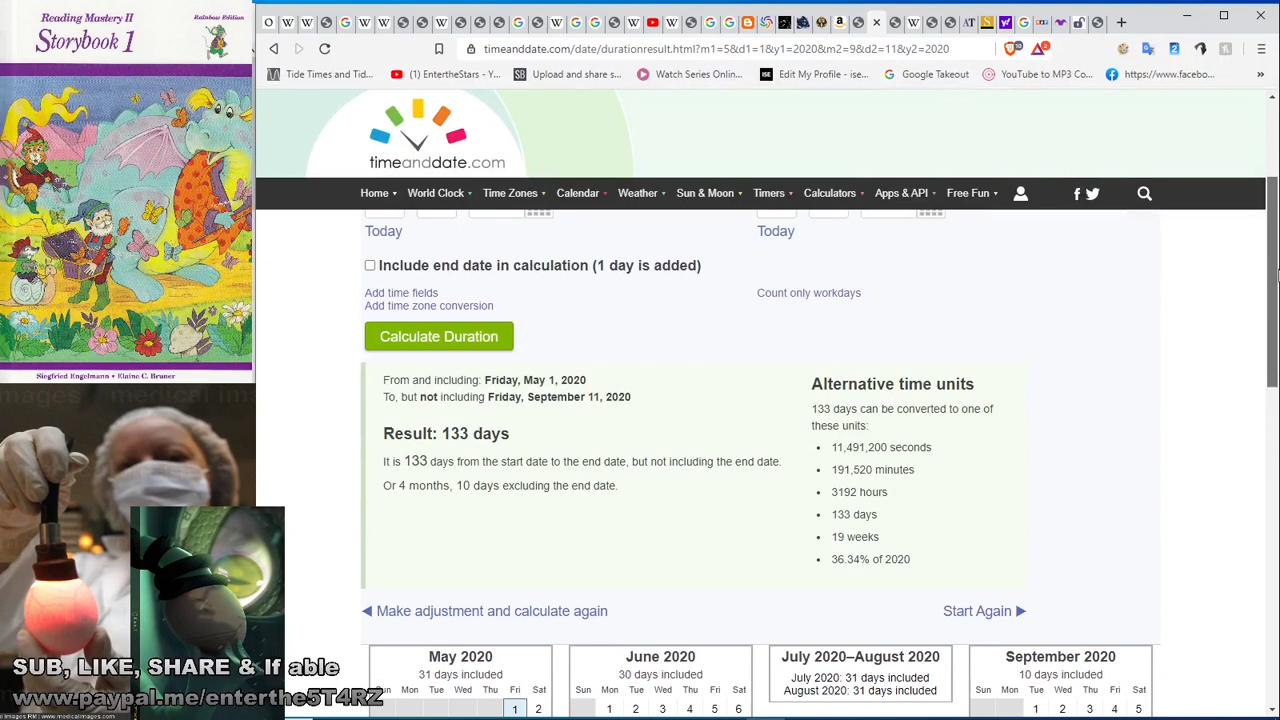 Reading Mastery II
Rainbow Edition
Storybook 1
Siegfried Engelmann • Elaine C. Bruner
SUB, LIKE, SHARE & If able
www.paypal.me/enterthe5T4RZ
timeanddate.com/date/durationresult.html?m1=5&d1=1&y1=2020&m2=9&d2=11&y2=2020
Tide Times and Tid...
(1) EntertheStars - Y...
Upload and share s...
Watch Series Onlin...
Edit My Profile - ise...
Google Takeout
YouTube to MP3 Co...
https://www.facebo...
timeanddate.com
Home
World Clock
Time Zones
Calendar
Weather
Sun & Moon
Timers
Calculators
Apps & API
Free Fun
Today
Today
Include end date in calculation (1 day is added)
Add time fields
Count only workdays
Add time zone conversion
Calculate Duration
From and including: Friday, May 1, 2020
To, but not including Friday, September 11, 2020
Result: 133 days
It is 133 days from the start date to the end date, but not including the end date.
Or 4 months, 10 days excluding the end date.
Alternative time units
133 days can be converted to one of
these units:
11,491,200 seconds
191,520 minutes
3192 hours
133 days
19 weeks
36.34% of 2020
Make adjustment and calculate again
Start Again
May 2020
31 days included
Sun Mon Tue Wed Thu Fri Sat
1 2
June 2020
30 days included
Sun Mon Tue Wed Thu Fri Sat
1 2 3 4 5 6
July 2020–August 2020
July 2020: 31 days included
August 2020: 31 days included
September 2020
10 days included
Sun Mon Tue Wed Thu Fri Sat
1 2 3 4 5